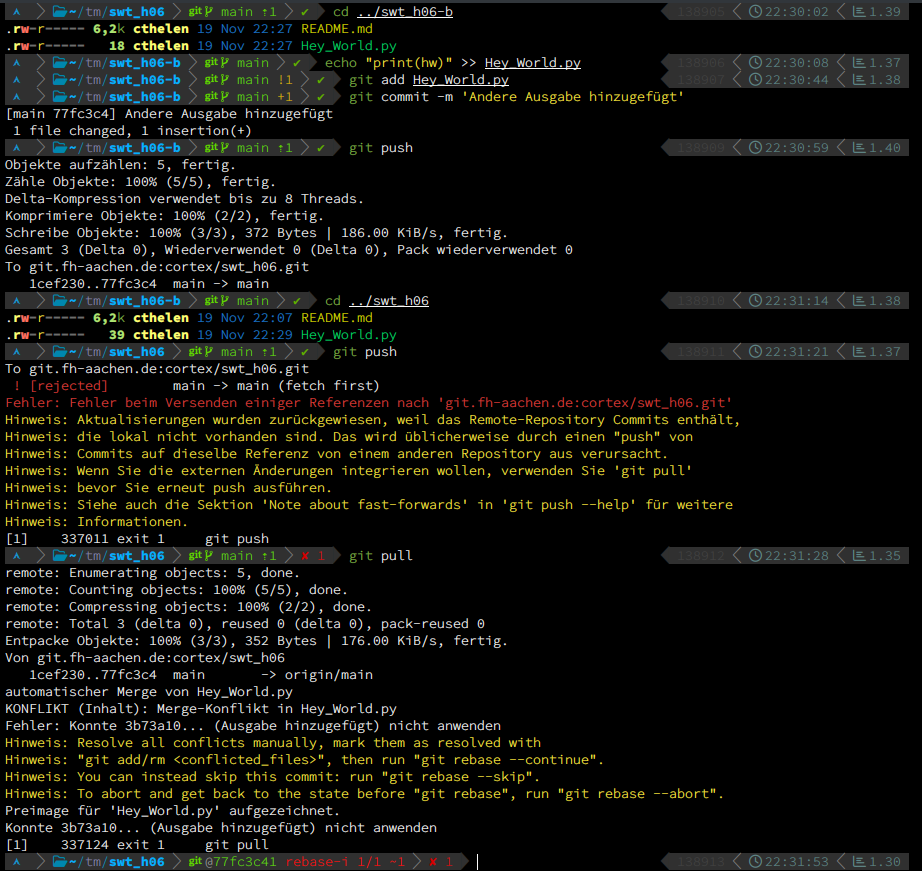 ~/tm/swt_h06 git main ↑1 ✔ cd ../swt_h06-b 138905 22:30:02 1.39
.rw-r----- 6,2k cthelen 19 Nov 22:27 README.md
.rw-r----- 18 cthelen 19 Nov 22:27 Hey_World.py
~/tm/swt_h06-b git main ✔ echo "print(hw)" >> Hey_World.py 138906 22:30:08 1.37
~/tm/swt_h06-b git main !1 ✔ git add Hey_World.py 138907 22:30:44 1.38
~/tm/swt_h06-b git main +1 ✔ git commit -m 'Andere Ausgabe hinzugefügt'
[main 77fc3c4] Andere Ausgabe hinzugefügt
1 file changed, 1 insertion(+)
~/tm/swt_h06-b git main ↑1 ✔ git push 138909 22:30:59 1.40
Objekte aufzählen: 5, fertig.
Zähle Objekte: 100% (5/5), fertig.
Delta-Kompression verwendet bis zu 8 Threads.
Komprimiere Objekte: 100% (2/2), fertig.
Schreibe Objekte: 100% (3/3), 372 Bytes | 186.00 KiB/s, fertig.
Gesamt 3 (Delta 0), Wiederverwendet 0 (Delta 0), Pack wiederverwendet 0
To git.fh-aachen.de:cortex/swt_h06.git
1cef230..77fc3c4 main -> main
~/tm/swt_h06-b git main ✔ cd ../swt_h06 138910 22:31:14 1.38
.rw-r----- 6,2k cthelen 19 Nov 22:07 README.md
.rw-r----- 39 cthelen 19 Nov 22:29 Hey_World.py
~/tm/swt_h06 git main ↑1 ✔ git push 138911 22:31:21 1.37
To git.fh-aachen.de:cortex/swt_h06.git
! [rejected] main -> main (fetch first)
Fehler: Fehler beim Versenden einiger Referenzen nach 'git.fh-aachen.de:cortex/swt_h06.git'
Hinweis: Aktualisierungen wurden zurückgewiesen, weil das Remote-Repository Commits enthält,
Hinweis: die lokal nicht vorhanden sind. Das wird üblicherweise durch einen "push" von
Hinweis: Commits auf dieselbe Referenz von einem anderen Repository aus verursacht.
Hinweis: Wenn Sie die externen Änderungen integrieren wollen, verwenden Sie 'git pull'
Hinweis: bevor Sie erneut push ausführen.
Hinweis: Siehe auch die Sektion 'Note about fast-forwards' in 'git push --help' für weitere
Hinweis: Informationen.
[1] 337011 exit 1 git push
~/tm/swt_h06 git main ↑1 ✘ 1 git pull 138912 22:31:28 1.35
remote: Enumerating objects: 5, done.
remote: Counting objects: 100% (5/5), done.
remote: Compressing objects: 100% (2/2), done.
remote: Total 3 (delta 0), reused 0 (delta 0), pack-reused 0
Entpacke Objekte: 100% (3/3), 352 Bytes | 176.00 KiB/s, fertig.
Von git.fh-aachen.de:cortex/swt_h06
1cef230..77fc3c4 main -> origin/main
automatischer Merge von Hey_World.py
KONFLIKT (Inhalt): Merge-Konflikt in Hey_World.py
Fehler: Konnte 3b73a10... (Ausgabe hinzugefügt) nicht anwenden
Hinweis: Resolve all conflicts manually, mark them as resolved with
Hinweis: "git add/rm <conflicted_files>", then run "git rebase --continue".
Hinweis: You can instead skip this commit: run "git rebase --skip".
Hinweis: To abort and get back to the state before "git rebase", run "git rebase --abort".
Preimage für 'Hey_World.py' aufgezeichnet.
Konnte 3b73a10... (Ausgabe hinzugefügt) nicht anwenden
[1] 337124 exit 1 git pull
~/tm/swt_h06 git@77fc3c41 rebase-i 1/1 ~1 ✘ 1 138913 22:31:53 1.30